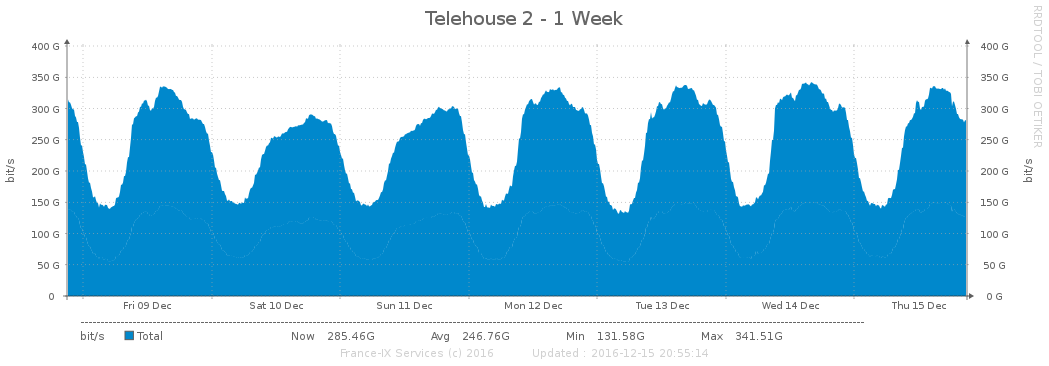 Telehouse 2 - 1 Week
RRDTOOL / TOBI OETIKER
400 G 400 G
350 G 350 G
300 G 300 G
250 G 250 G
bit/s bit/s
200 G 200 G
150 G 150 G
100 G 100 G
50 G 50 G
0 0 G
Fri 09 Dec Sat 10 Dec Sun 11 Dec Mon 12 Dec Tue 13 Dec Wed 14 Dec Thu 15 Dec
bit/s Total Now 285.46G Avg 246.76G Min 131.58G Max 341.51G
France-IX Services (c) 2016 Updated : 2016-12-15 20:55:14